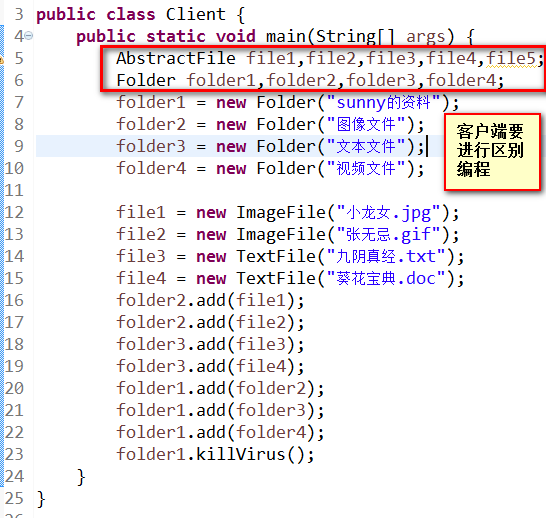 3 public class Client {
4 public static void main(String[] args) {
5 AbstractFile file1,file2,file3,file4,file5;
6 Folder folder1,folder2,folder3,folder4;
7 folder1 = new Folder("sunny的资料");
8 folder2 = new Folder("图像文件");
9 folder3 = new Folder("文本文件");
10 folder4 = new Folder("视频文件");
客户端要
进行区别
编程
11
12 file1 = new ImageFile("小龙女.jpg");
13 file2 = new ImageFile("张无忌.gif");
14 file3 = new TextFile("九阴真经.txt");
15 file4 = new TextFile("葵花宝典.doc");
16 folder2.add(file1);
17 folder2.add(file2);
18 folder3.add(file3);
19 folder3.add(file4);
20 folder1.add(folder2);
21 folder1.add(folder3);
22 folder1.add(folder4);
23 folder1.killVirus();
24 }
25 }